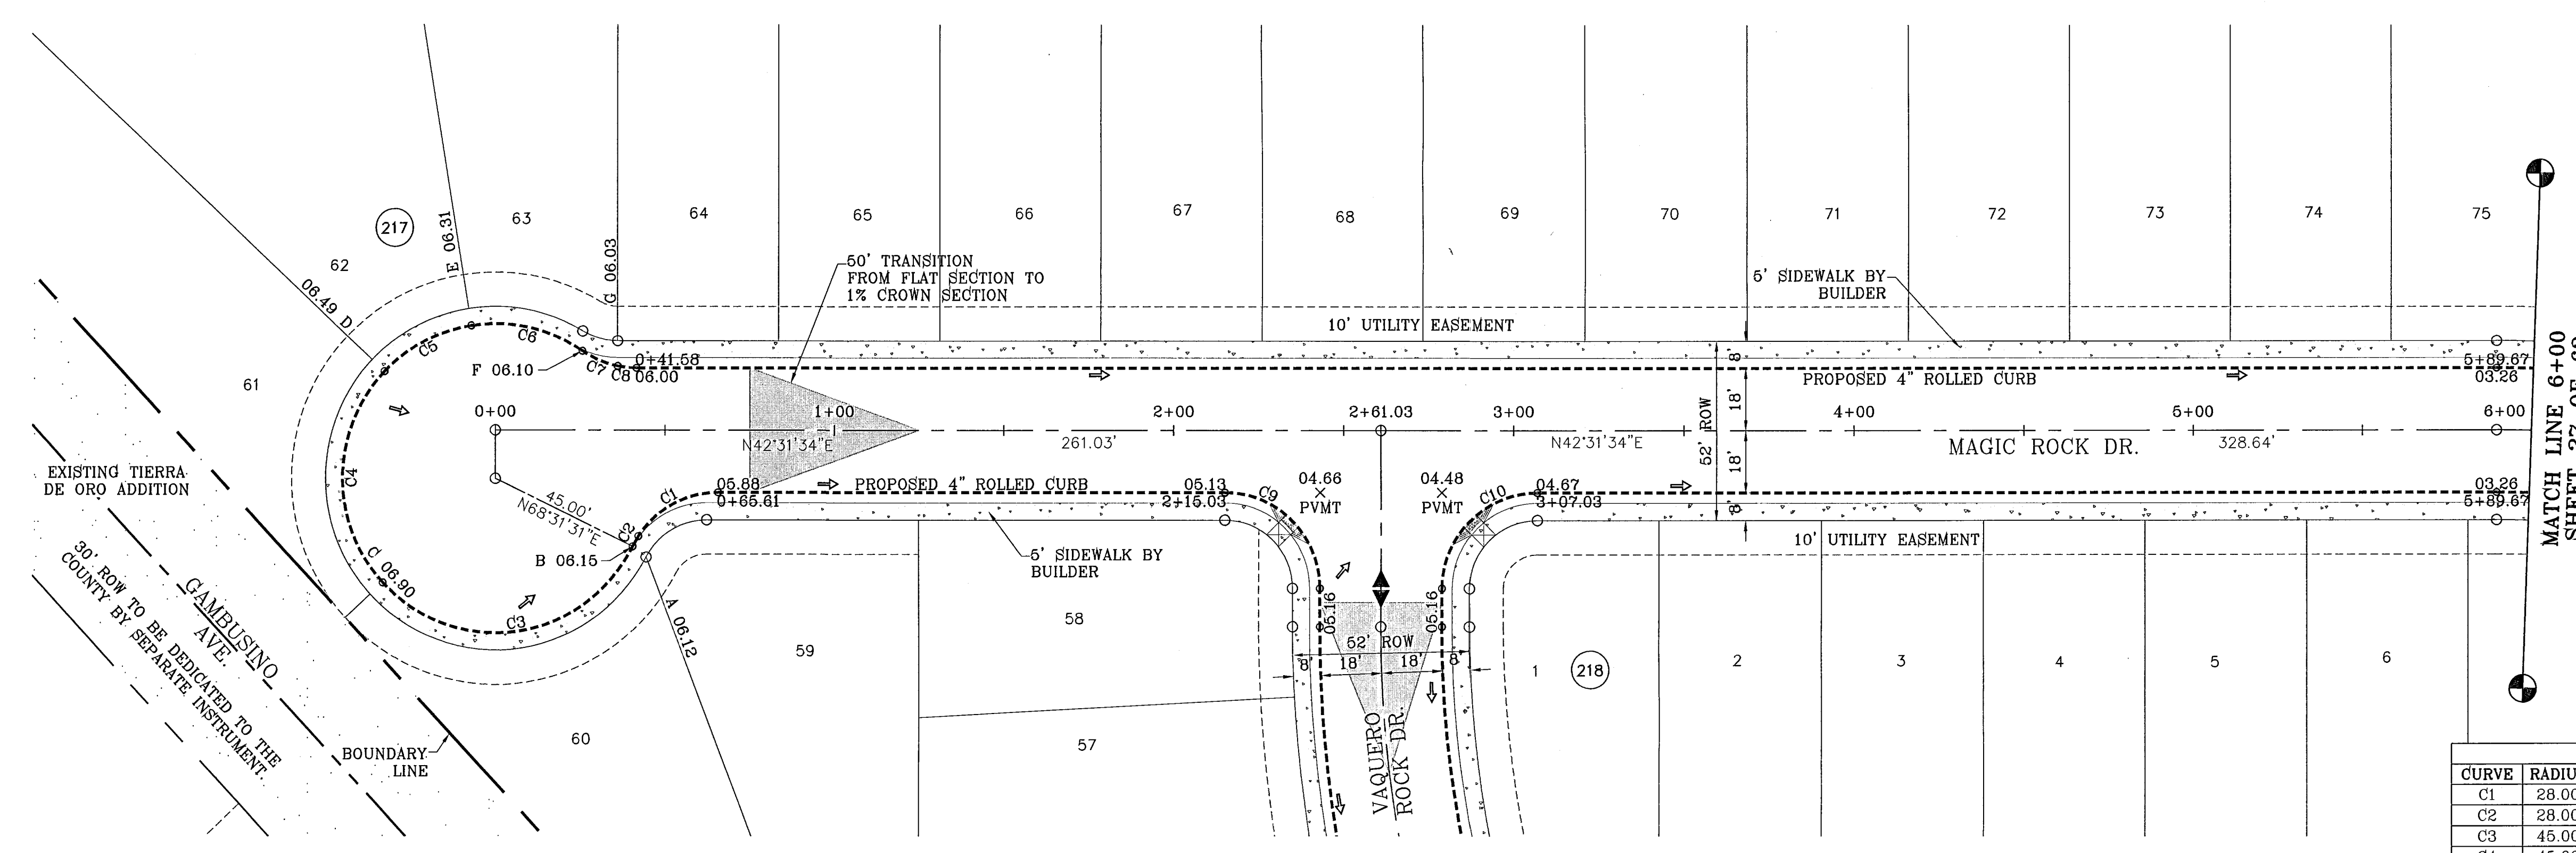 62
217
63
64
65
66
67
68
69
70
71
72
73
74
75
61
06.49 D
E 06.31
G 06.03
50' TRANSITION
FROM FLAT SECTION TO
1% CROWN SECTION
5' SIDEWALK BY
BUILDER
10' UTILITY EASEMENT
C5
C6
F 06.10
C7
C8
0+41.58
06.00
8'
5+89.67
03.26
PROPOSED 4" ROLLED CURB
0+00
1+00
2+00
2+61.03
3+00
4+00
5+00
6+00
52' ROW
18'
18'
N42°31'34"E
261.03'
N42°31'34"E
MAGIC ROCK DR.
328.64'
MATCH LINE 6+00
EXISTING TIERRA
DE ORO ADDITION
C4
45.00'
N68°31'31"E
C1
C2
05.88
0+65.61
PROPOSED 4" ROLLED CURB
05.13
2+15.03
C9
04.66
PVMT
04.48
PVMT
C10
04.67
3+07.03
03.26
5+89.67
8'
10' UTILITY EASEMENT
B 06.15
5' SIDEWALK BY
BUILDER
C 06.90
C3
A 06.12
GAMBUSINO
AVE.
30' ROW TO BE DEDICATED TO THE
COUNTY BY SEPARATE INSTRUMENT.
BOUNDARY
LINE
60
59
58
57
05.16
05.16
52' ROW
8'
18'
18'
8'
VAQUERO
ROCK DR.
1
218
2
3
4
5
6
CURVE
C1 28.00
C2 28.00
C3 45.00